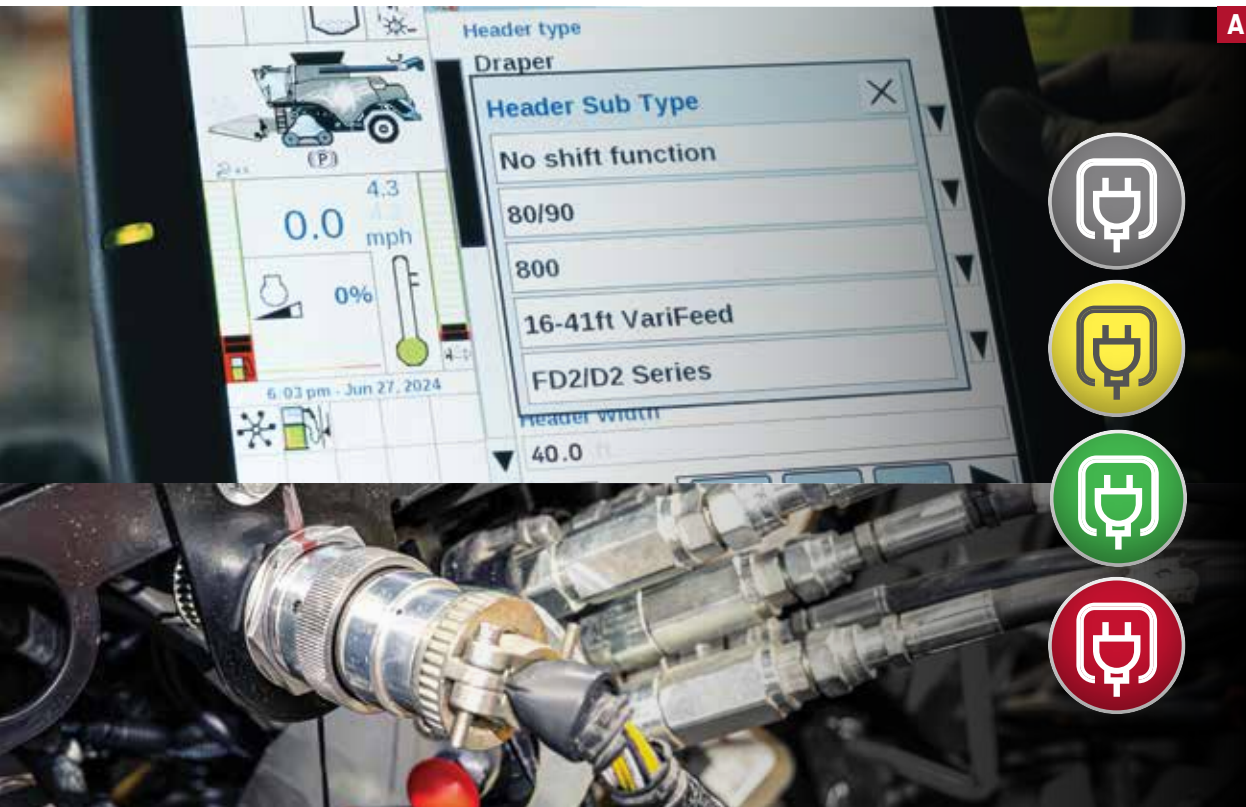 A
Header type
Draper
Header Sub Type
No shift function
80/90
800
16-41ft VariFeed
FD2/D2 Series
Header Width
40.0 ft
(P)
4.3
0.0
mph
F
0%
6:03 pm - Jun 27, 2024